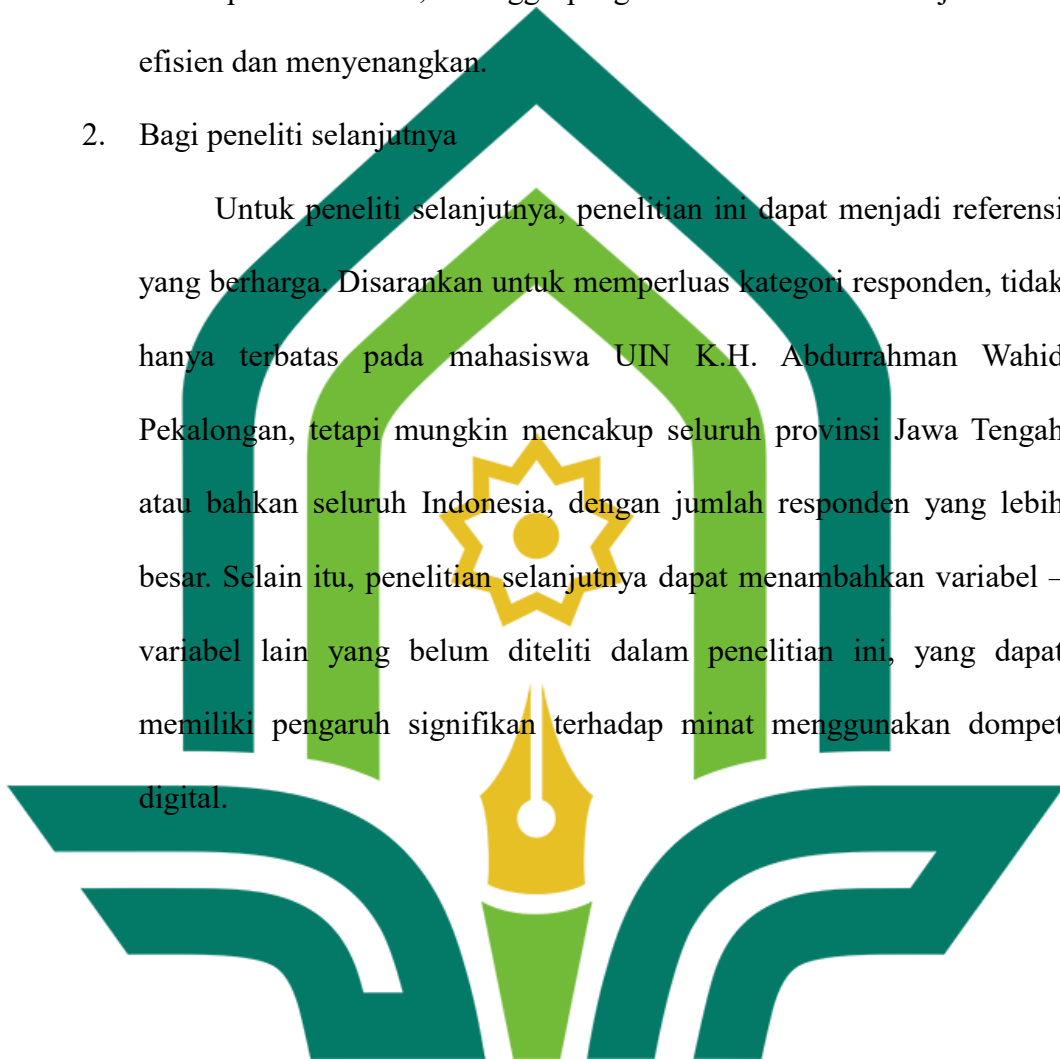 efisien dan menyenangkan.
2. Bagi peneliti selanjutnya
Untuk peneliti selanjutnya, penelitian ini dapat menjadi referensi
yang berharga. Disarankan untuk memperluas kategori responden, tidak
hanya terbatas pada mahasiswa UIN K.H. Abdurrahman Wahid
Pekalongan, tetapi mungkin mencakup seluruh provinsi Jawa Tengah
atau bahkan seluruh Indonesia, dengan jumlah responden yang lebih
besar. Selain itu, penelitian selanjutnya dapat menambahkan variabel –
variabel lain yang belum diteliti dalam penelitian ini, yang dapat
memiliki pengaruh signifikan terhadap minat menggunakan dompet
digital.